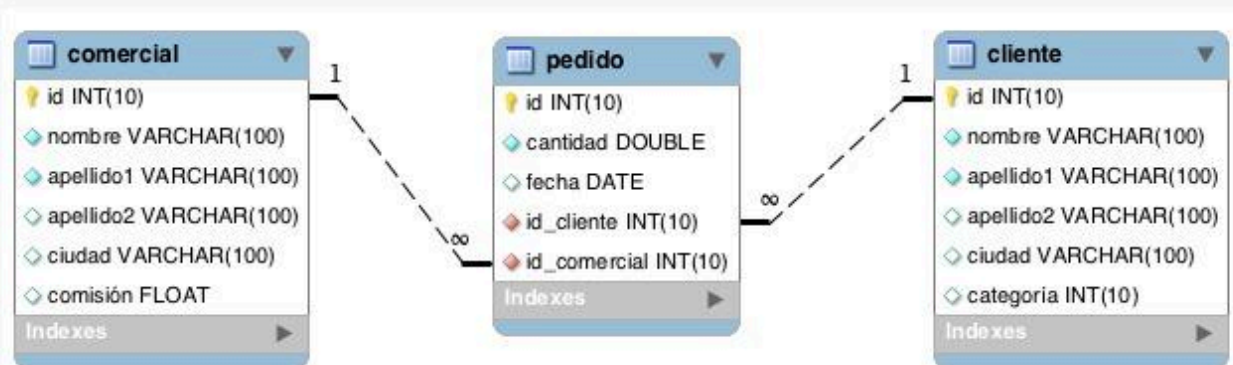 comercial
id INT(10)
nombre VARCHAR(100)
apellido1 VARCHAR(100)
apellido2 VARCHAR(100)
ciudad VARCHAR(100)
comisión FLOAT
Indexes
1
∞
pedido
id INT(10)
cantidad DOUBLE
fecha DATE
id_cliente INT(10)
id_comercial INT(10)
Indexes
∞
1
cliente
id INT(10)
nombre VARCHAR(100)
apellido1 VARCHAR(100)
apellido2 VARCHAR(100)
ciudad VARCHAR(100)
categoria INT(10)
Indexes